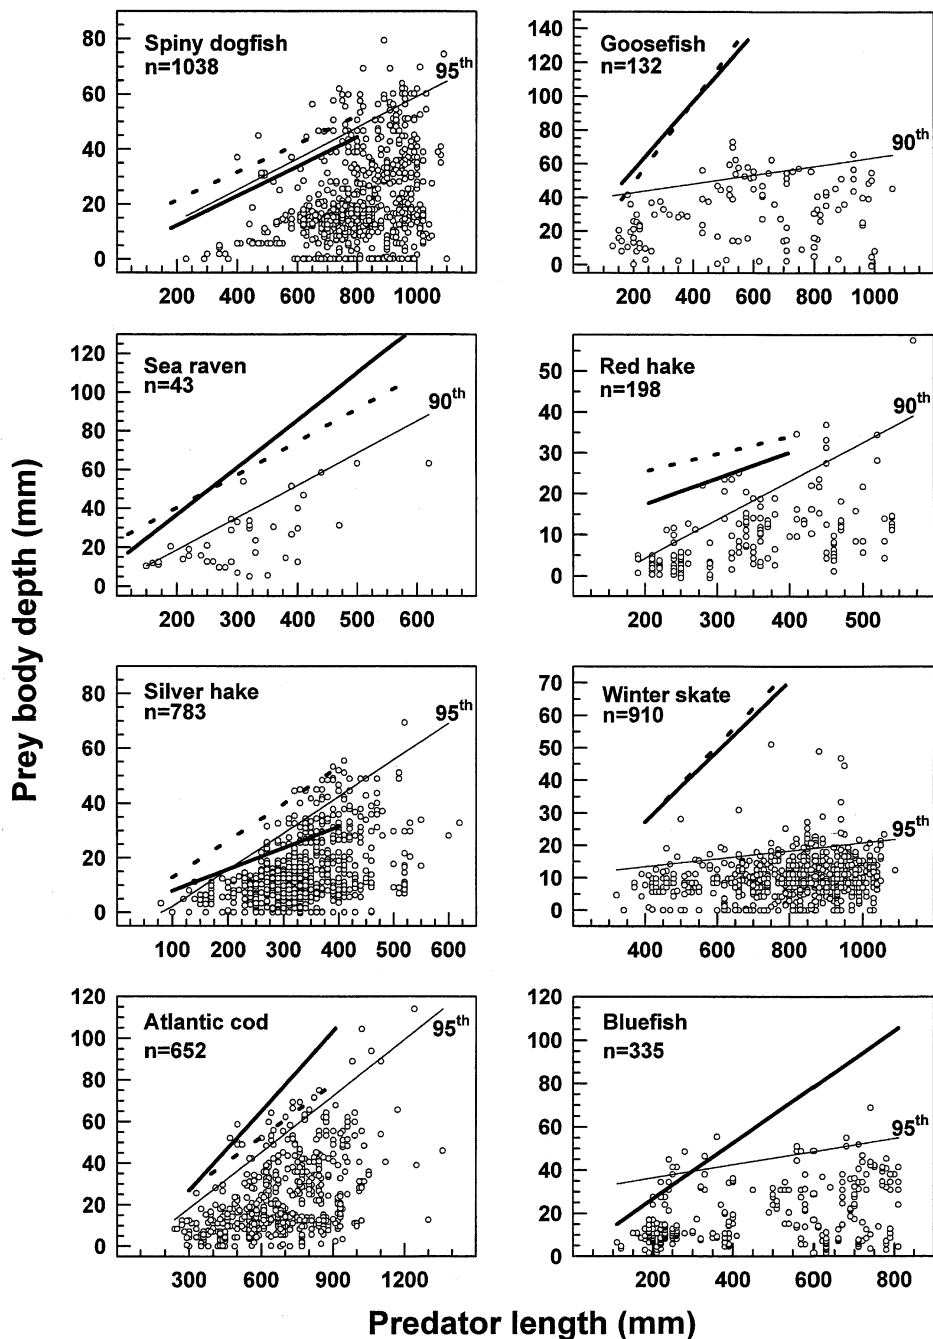 Prey body depth (mm)
Spiny dogfish
n=1038
95th
80
60
40
20
0
200 400 600 800 1000
Goosefish
n=132
90th
140
120
100
80
60
40
20
0
200 400 600 800 1000
Sea raven
n=43
90th
120
100
80
60
40
20
0
200 300 400 500 600
Red hake
n=198
90th
50
40
30
20
10
0
200 300 400 500
Silver hake
n=783
95th
80
60
40
20
0
100 200 300 400 500 600
Winter skate
n=910
95th
70
60
50
40
30
20
10
0
400 600 800 1000
Atlantic cod
n=652
95th
120
100
80
60
40
20
0
300 600 900 1200
Bluefish
n=335
95th
120
100
80
60
40
20
0
200 400 600 800
Predator length (mm)